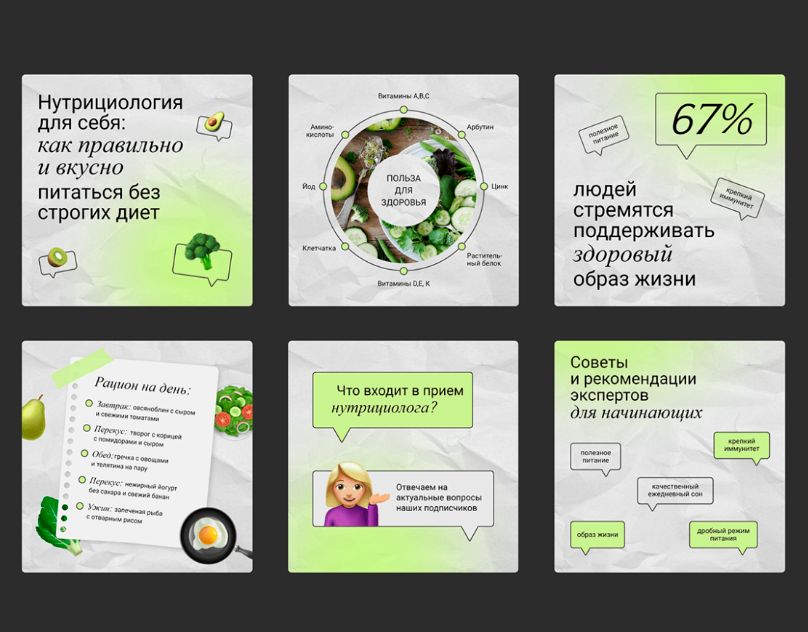 Нутрициология
для себя:
как правильно
и вкусно
питаться без
строгих диет
Витамины A,B,C
Амино-
кислоты
Арбутин
Йод
ПОЛЬЗА
ДЛЯ
ЗДОРОВЬЯ
Цинк
Клетчатка
Раститель-
ный белок
Витамины D,E, K
67%
полезное
питание
крепкий
иммунитет
людей
стремятся
поддерживать
здоровый
образ жизни
Рацион на день:
Завтрак: овсяноблин с сыром
и свежими томатами
Перекус: творог с корицей
с помидорами и сыром
Обед:гречка с овощами
и телятина на пару
Перекус: нежирный йогурт
без сахара и свежий банан
Ужин: запеченая рыба
с отварным рисом
Что входит в прием
нутрициолога?
Отвечаем на
актуальные вопросы
наших подписчиков
Советы
и рекомендации
экспертов
для начинающих
крепкий
иммунитет
полезное
питание
качественный
ежедневный сон
образ жизни
дробный режим
питания